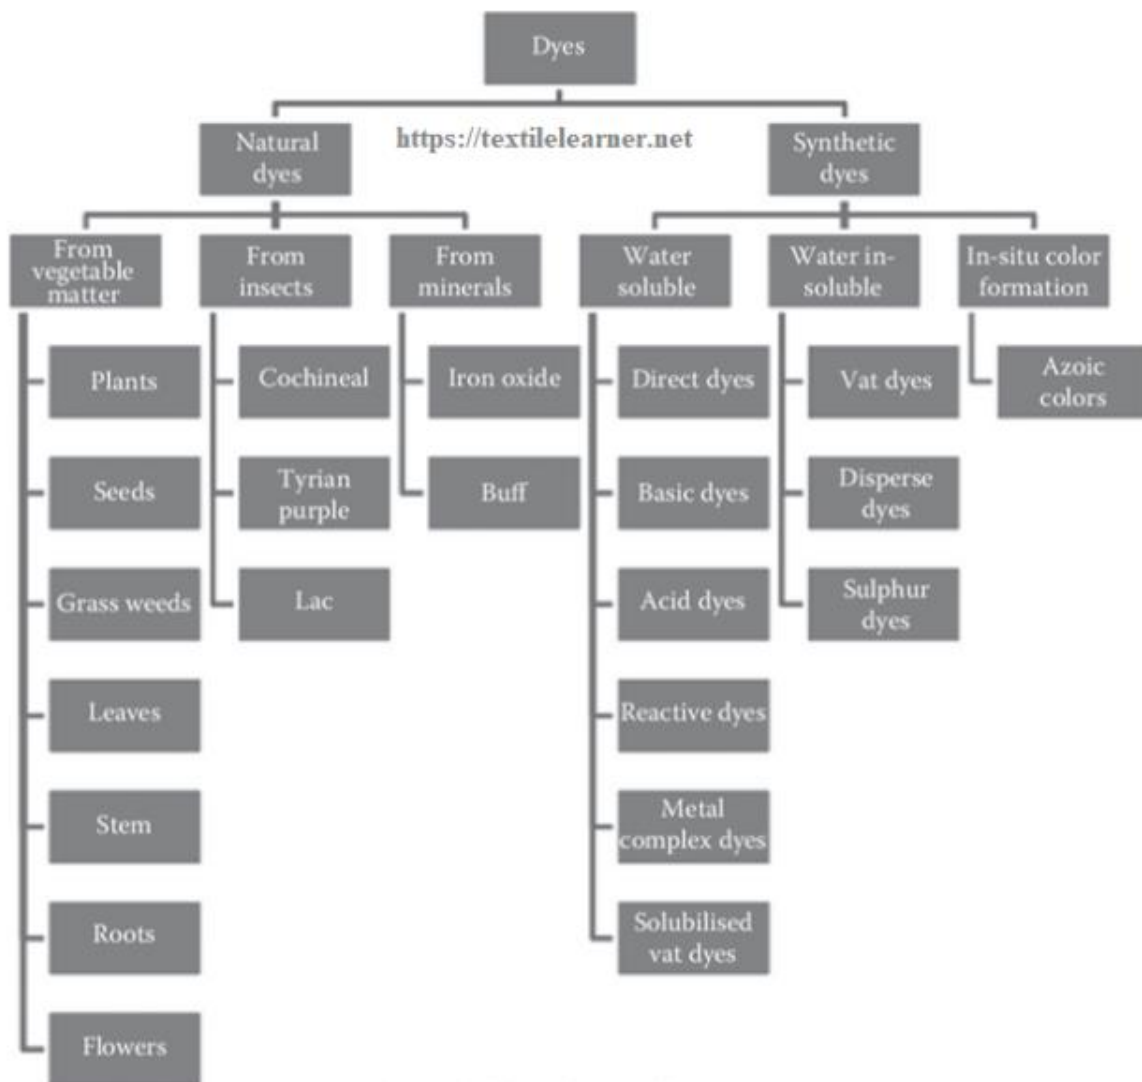 Dyes
https://textilelearner.net
Natural
dyes
Synthetic
dyes
From
vegetable
matter
From
insects
From
minerals
Water
soluble
Water in-
soluble
In-situ color
formation
Plants
Seeds
Grass weeds
Leaves
Stem
Roots
Flowers
Cochineal
Tyrian
purple
Lac
Iron oxide
Buff
Direct dyes
Basic dyes
Acid dyes
Reactive dyes
Metal
complex dyes
Solubilised
vat dyes
Vat dyes
Disperse
dyes
Sulphur
dyes
Azoic
colors